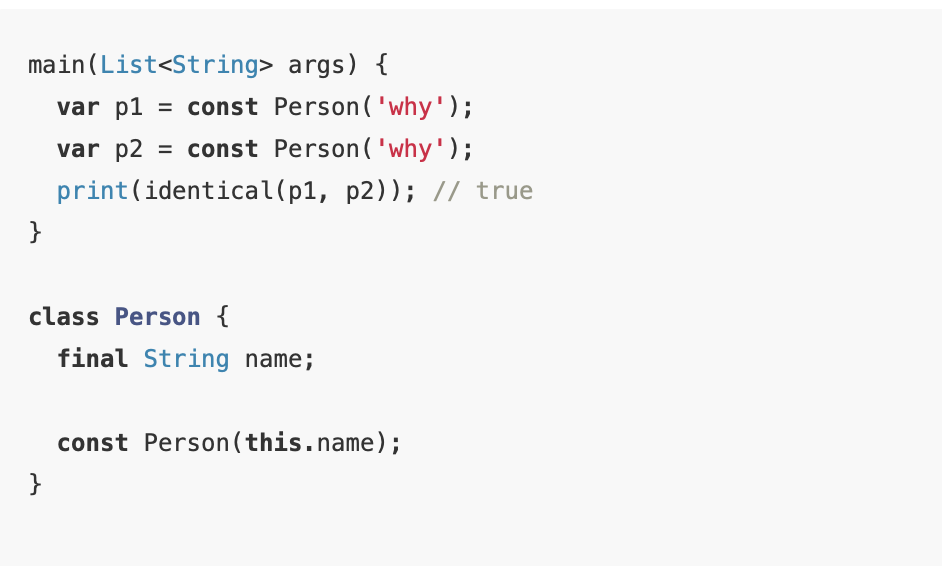 main(List<String> args) {
  var p1 = const Person('why');
  var p2 = const Person('why');
  print(identical(p1, p2)); // true
}
class Person {
  final String name;
  const Person(this.name);
}